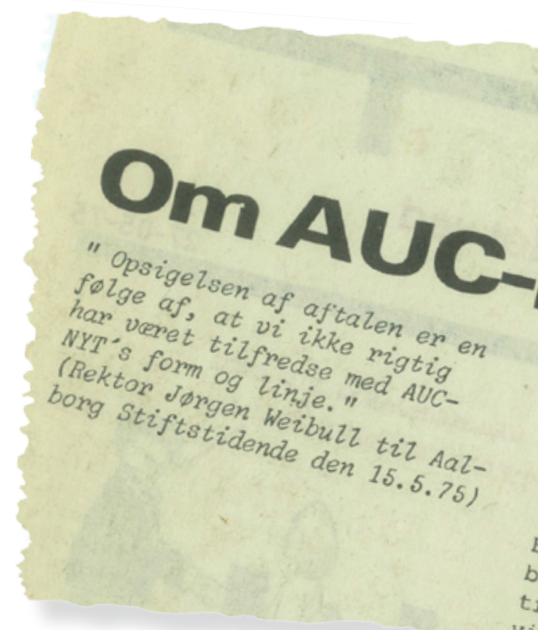 Om AUC-
" Opsigelsen af aftalen er en
følge af, at vi ikke rigtig
har været tilfredse med AUC-
NYT's form og linje."
(Rektor Jørgen Weibull til Aal-
borg Stiftstidende den 15.5.75)